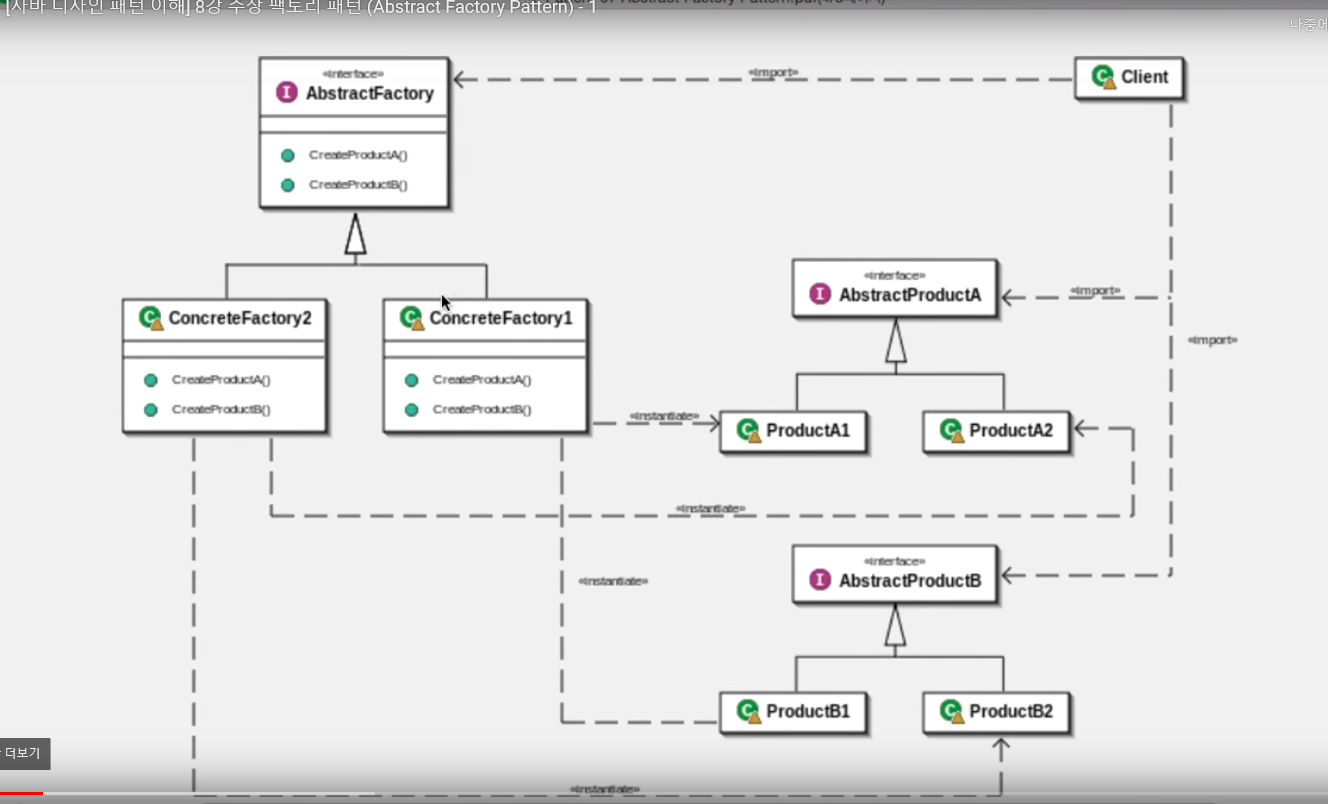 [자바 디자인 패턴 이해] 8강 추상 팩토리 패턴 (Abstract Factory Pattern) - 1
나중에
«interface»
AbstractFactory
CreateProductA()
CreateProductB()
«import»
Client
ConcreteFactory2
CreateProductA()
CreateProductB()
ConcreteFactory1
CreateProductA()
CreateProductB()
«interface»
AbstractProductA
«import»
«import»
«instantiate»
ProductA1
ProductA2
«instantiate»
«interface»
AbstractProductB
«instantiate»
ProductB1
ProductB2
더보기
«instantiate»